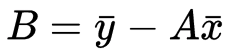 B = ȳ − Ax̄